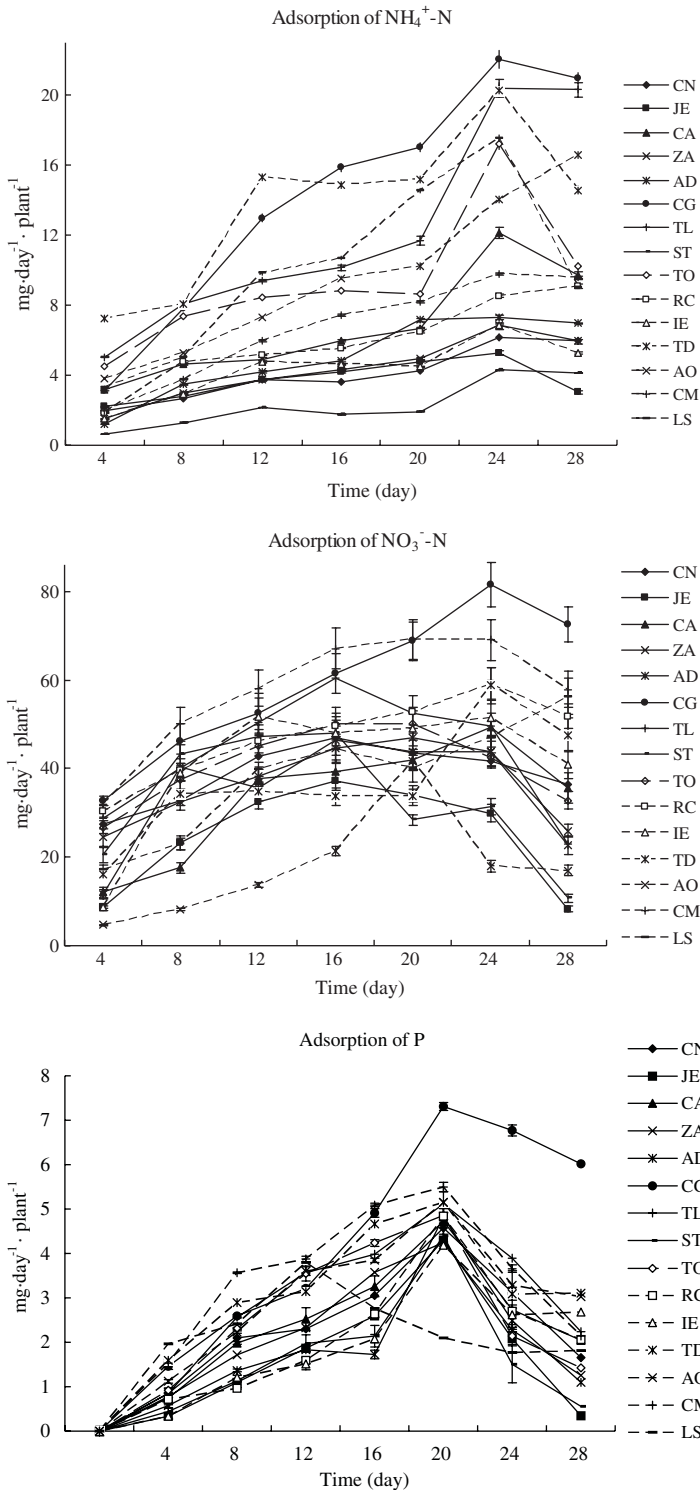 Adsorption of NH₄⁺-N
mg·day⁻¹· plant⁻¹
20
16
12
8
4
0
4 8 12 16 20 24 28
Time (day)
CN
JE
CA
ZA
AD
CG
TL
ST
TO
RC
IE
TD
AO
CM
LS
Adsorption of NO₃⁻-N
mg·day⁻¹· plant⁻¹
80
60
40
20
0
4 8 12 16 20 24 28
Time (day)
CN
JE
CA
ZA
AD
CG
TL
ST
TO
RC
IE
TD
AO
CM
LS
Adsorption of P
mg·day⁻¹· plant⁻¹
8
7
6
5
4
3
2
1
0
4 8 12 16 20 24 28
Time (day)
CN
JE
CA
ZA
AD
CG
TL
ST
TO
RC
IE
TD
AO
CM
LS